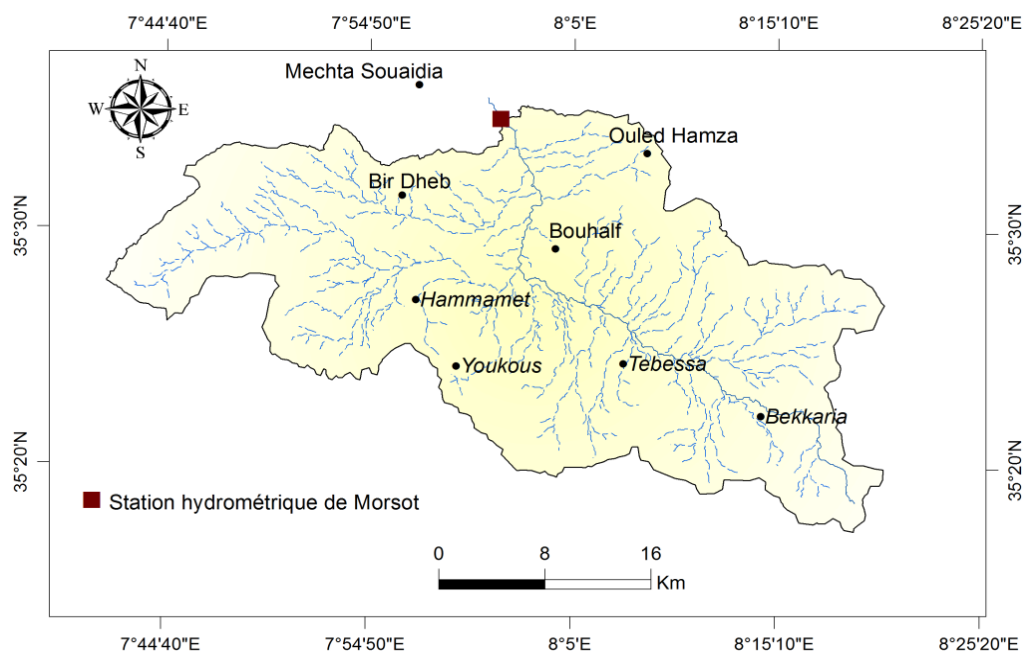 7°44'40"E 7°54'50"E 8°5'E 8°15'10"E 8°25'20"E
Mechta Souaidia
N
W E
S
Ouled Hamza
Bir Dheb
35°30'N
35°30'N
Bouhalf
Hammamet
Youkous
Tebessa
Bekkaria
35°20'N
35°20'N
Station hydrométrique de Morsot
0 8 16
Km
7°44'40"E 7°54'50"E 8°5'E 8°15'10"E 8°25'20"E